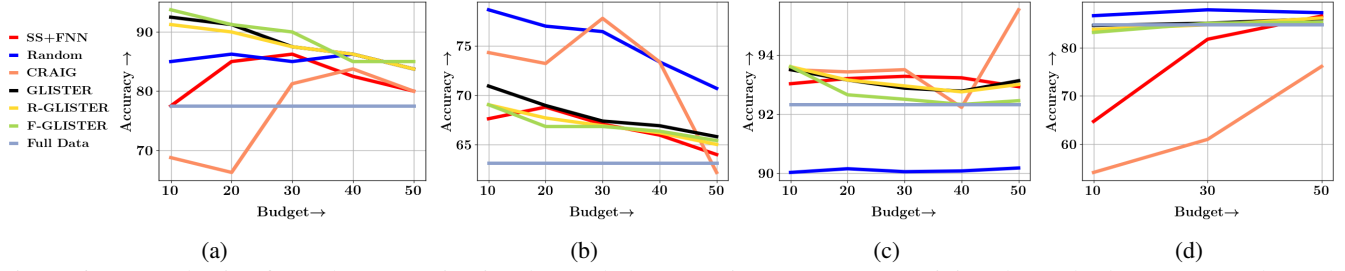 SS+FNN
Random
CRAIG
GLISTER
R-GLISTER
F-GLISTER
Full Data
Accuracy →
90
80
70
10 20 30 40 50
Budget→
(a)
Accuracy →
75
70
65
10 20 30 40 50
Budget→
(b)
Accuracy →
94
92
90
10 20 30 40 50
Budget→
(c)
Accuracy →
80
70
60
10 30 50
Budget→
(d)